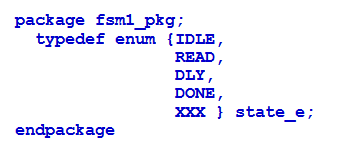 package fsm1_pkg;
typedef enum {IDLE,
READ,
DLY,
DONE,
XXX } state_e;
endpackage